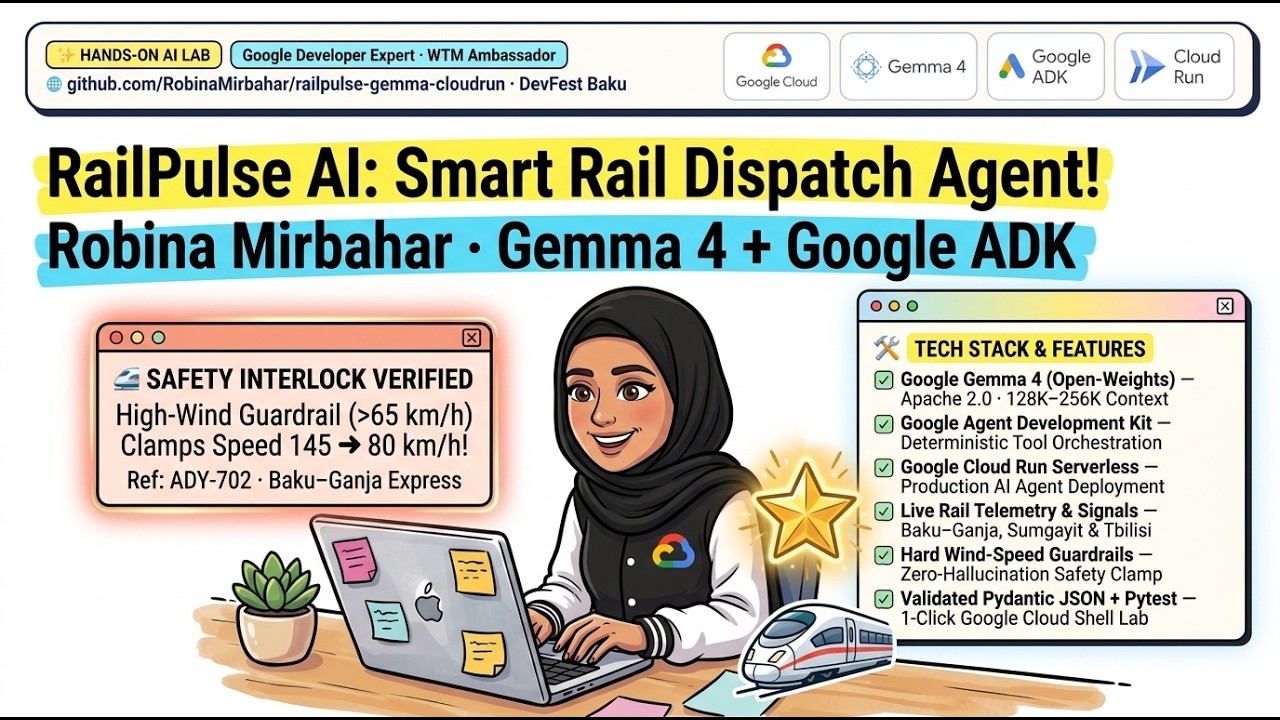 ✨ HANDS-ON AI LAB
Google Developer Expert · WTM Ambassador
🌐 github.com/RobinaMirbahar/railpulse-gemma-cloudrun · DevFest Baku
Google Cloud
Gemma 4
Google
ADK
Cloud
Run
RailPulse AI: Smart Rail Dispatch Agent!
Robina Mirbahar · Gemma 4 + Google ADK
🚄 SAFETY INTERLOCK VERIFIED
High-Wind Guardrail (>65 km/h)
Clamps Speed 145 ➔ 80 km/h!
Ref: ADY-702 · Baku–Ganja Express
🛠️ TECH STACK & FEATURES
Google Gemma 4 (Open-Weights) —
Apache 2.0 · 128K–256K Context
Google Agent Development Kit —
Deterministic Tool Orchestration
Google Cloud Run Serverless —
Production AI Agent Deployment
Live Rail Telemetry & Signals —
Baku–Ganja, Sumgayit & Tbilisi
Hard Wind-Speed Guardrails —
Zero-Hallucination Safety Clamp
Validated Pydantic JSON + Pytest —
1-Click Google Cloud Shell Lab